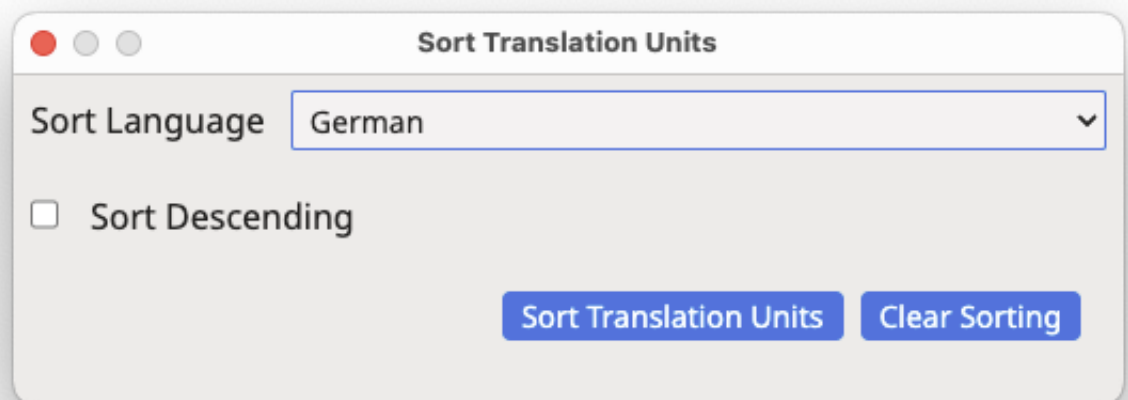 Sort Translation Units
Sort Language German
Sort Descending
Sort Translation Units Clear Sorting